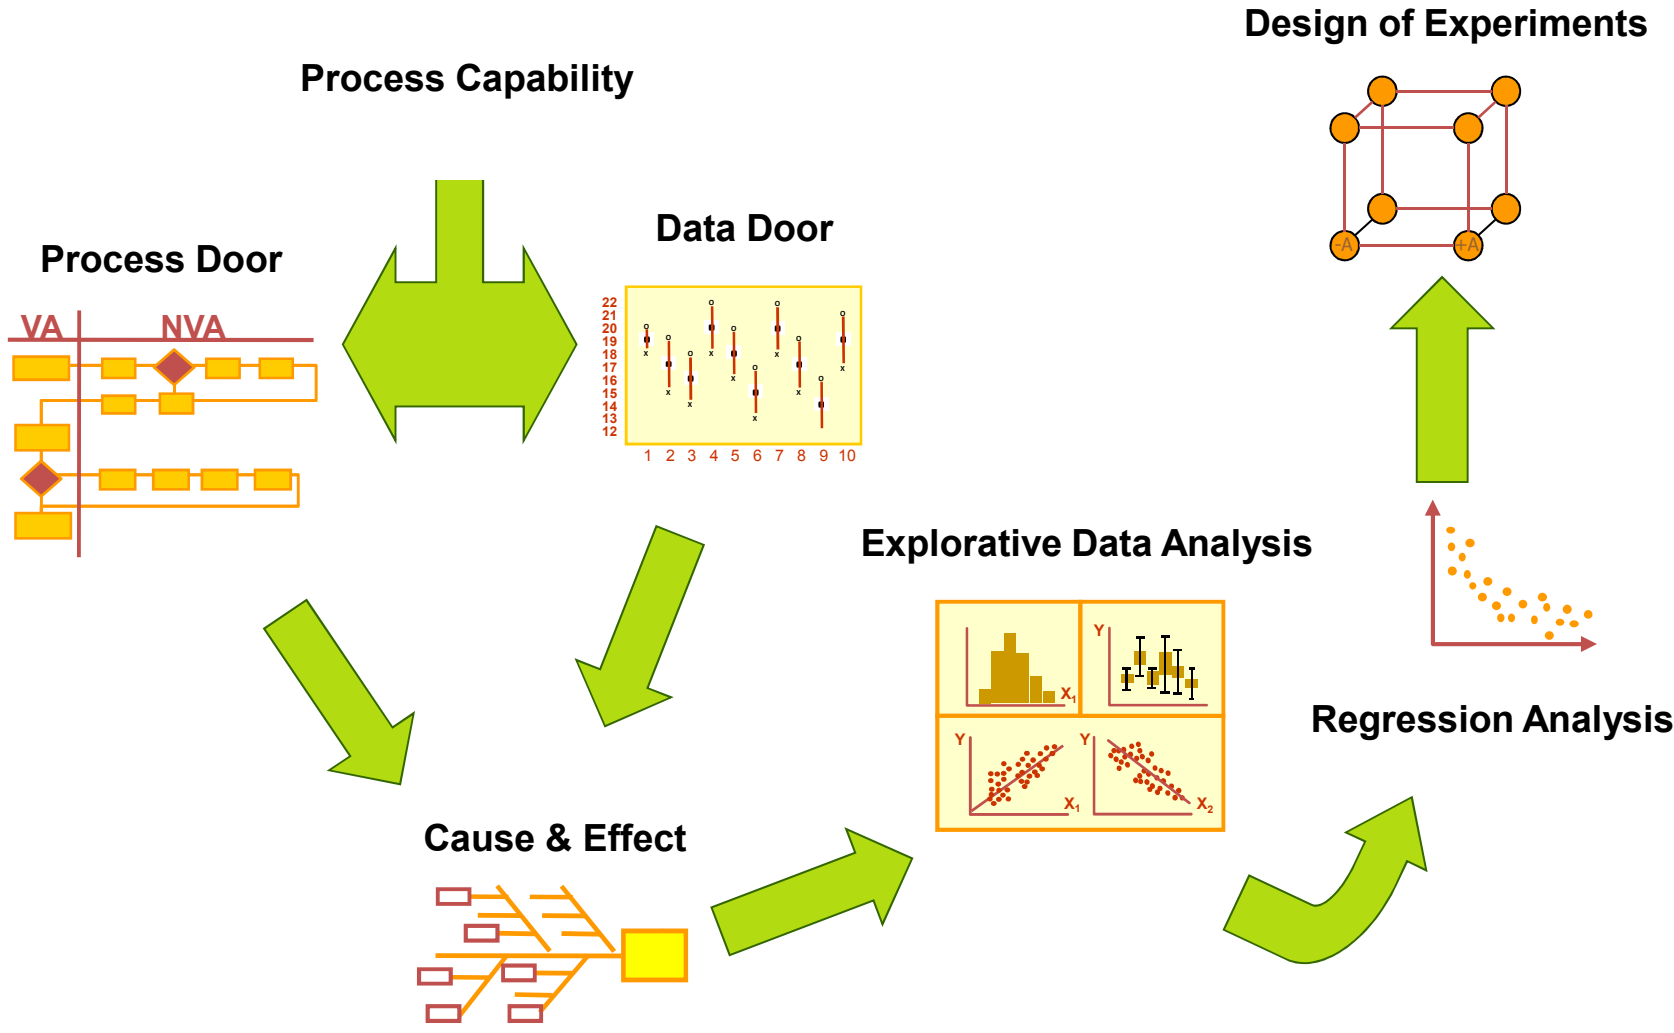 Design of Experiments
-A
+A
Process Capability
Data Door
22
21
20
19
18
17
16
15
14
13
12
1 2 3 4 5 6 7 8 9 10
Process Door
VA NVA
Explorative Data Analysis
X1
Y
Y
X1
Y
X2
Regression Analysis
Cause & Effect